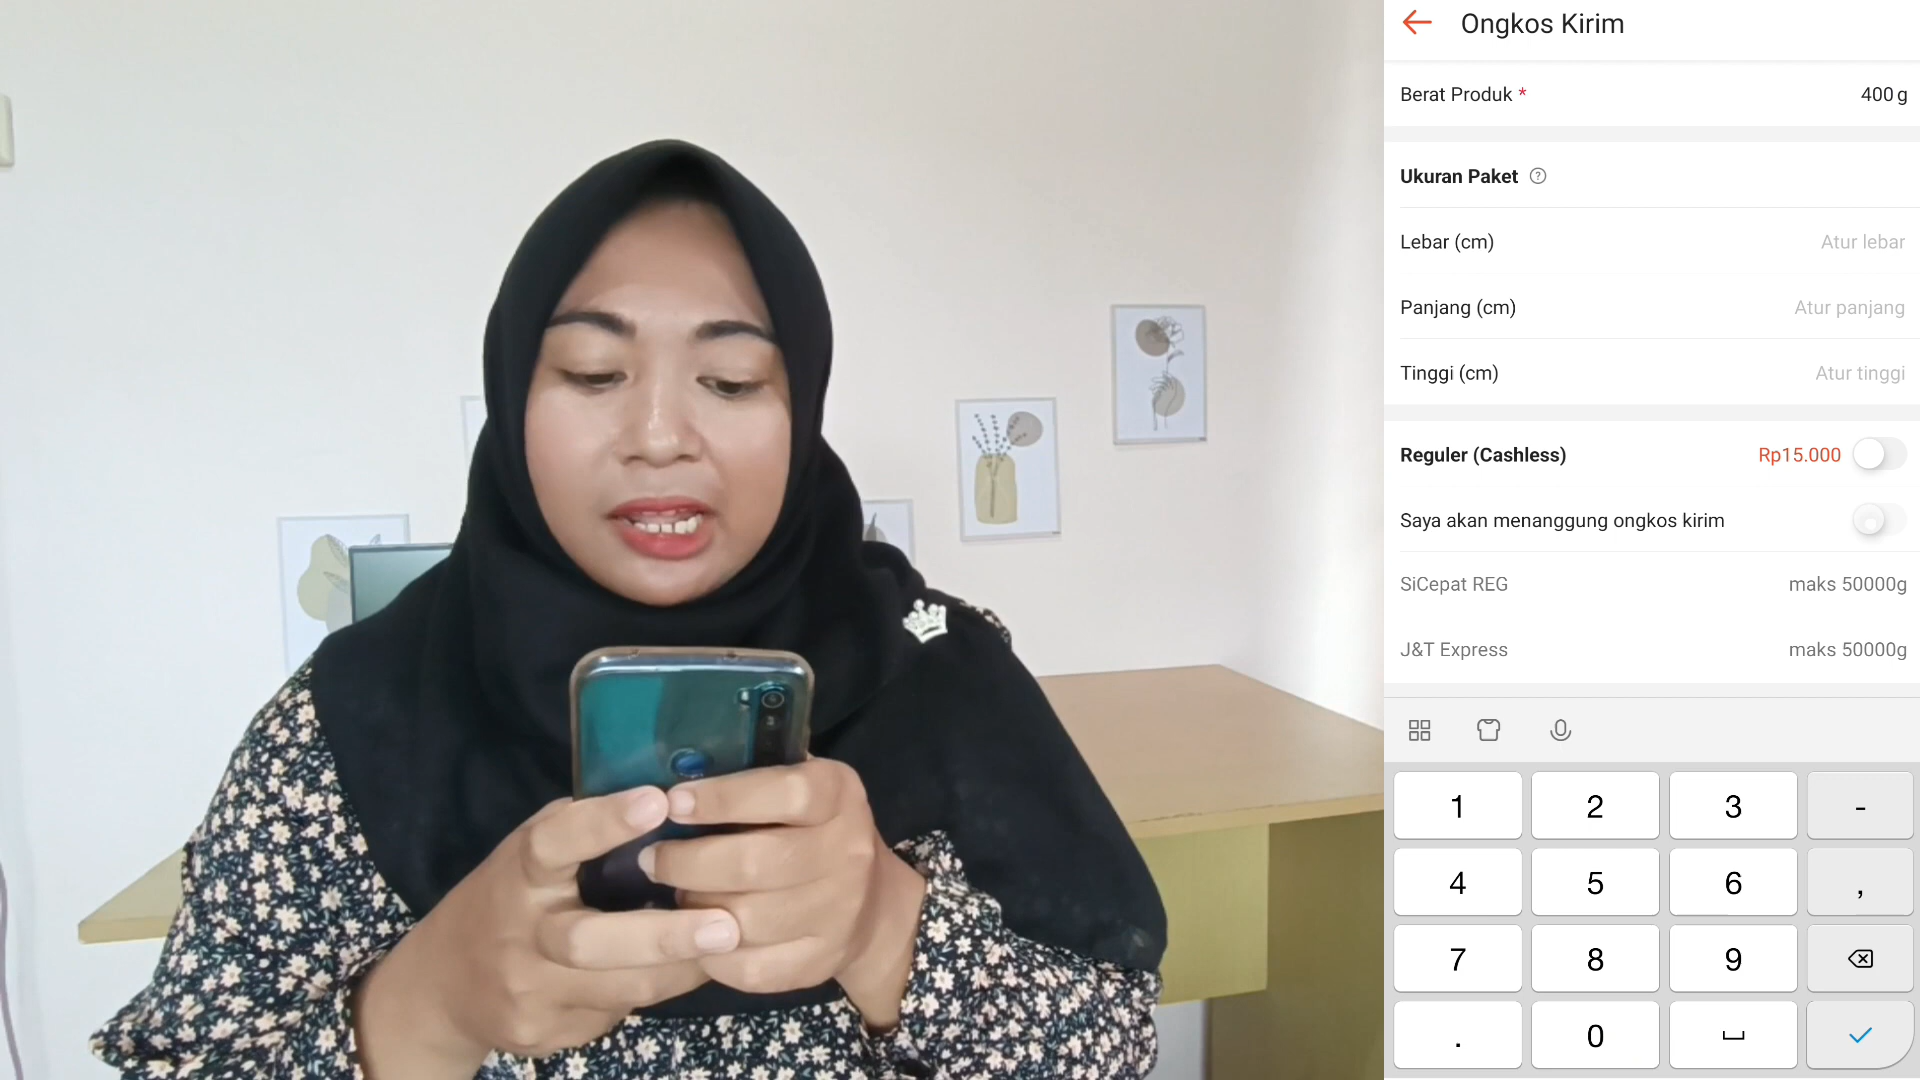 Ongkos Kirim
Berat Produk * 400 g
Ukuran Paket ?
Lebar (cm) Atur lebar
Panjang (cm) Atur panjang
Tinggi (cm) Atur tinggi
Reguler (Cashless) Rp15.000
Saya akan menanggung ongkos kirim
SiCepat REG maks 50000g
J&T Express maks 50000g
1 2 3 -
4 5 6 ,
7 8 9
. 0